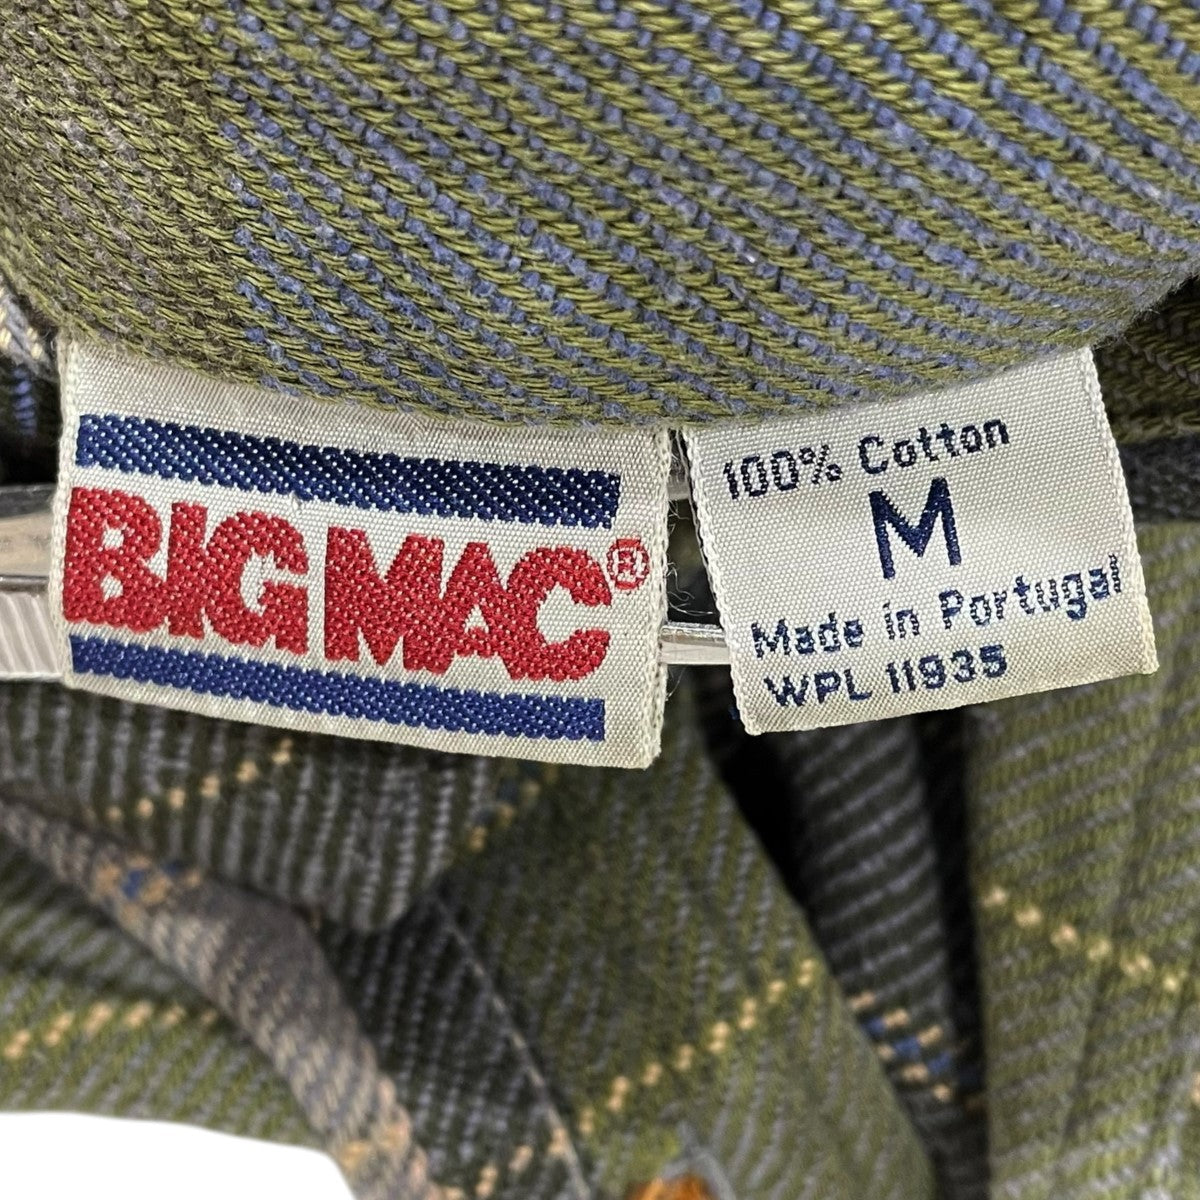 BIG MAC®
100% Cotton
M
Made in Portugal
WPL 11935